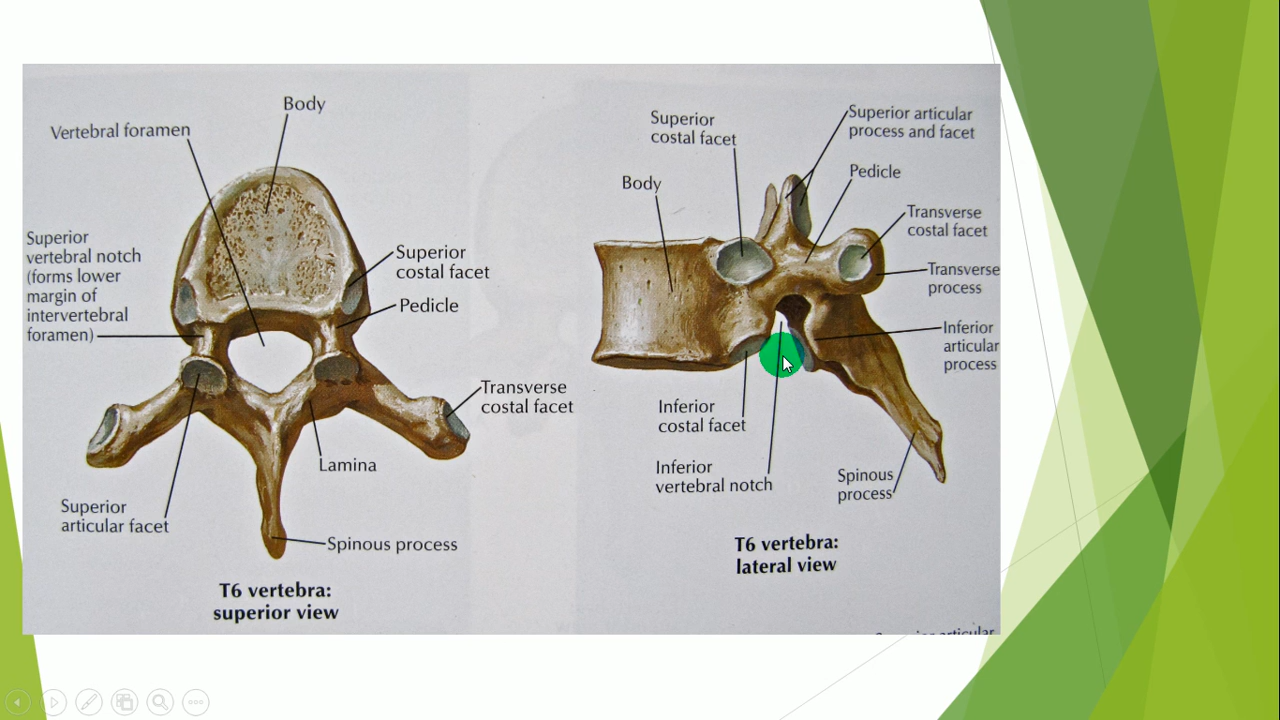 Body
Vertebral foramen
Superior
vertebral notch
(forms lower
margin of
intervertebral
foramen)
Superior
costal facet
Pedicle
Transverse
costal facet
Lamina
Superior
articular facet
Spinous process
T6 vertebra:
superior view
Superior
costal facet
Superior articular
process and facet
Body
Pedicle
Transverse
costal facet
Transverse
process
Inferior
articular
process
Inferior
costal facet
Inferior
vertebral notch
Spinous
process
T6 vertebra:
lateral view